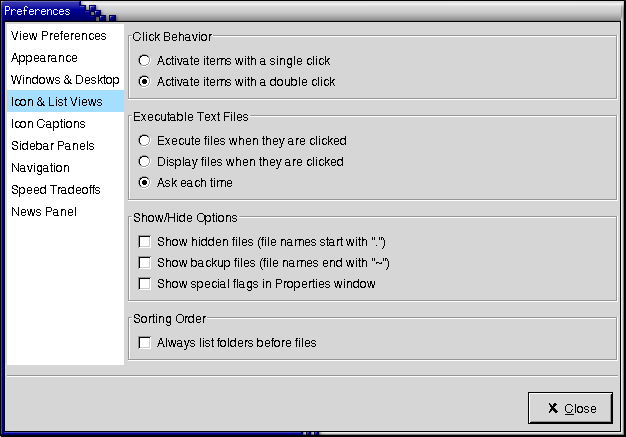 Preferences
View Preferences
Appearance
Windows & Desktop
Icon & List Views
Icon Captions
Sidebar Panels
Navigation
Speed Tradeoffs
News Panel
Click Behavior
Activate items with a single click
Activate items with a double click
Executable Text Files
Execute files when they are clicked
Display files when they are clicked
Ask each time
Show/Hide Options
Show hidden files (file names start with ".")
Show backup files (file names end with "~")
Show special flags in Properties window
Sorting Order
Always list folders before files
Close